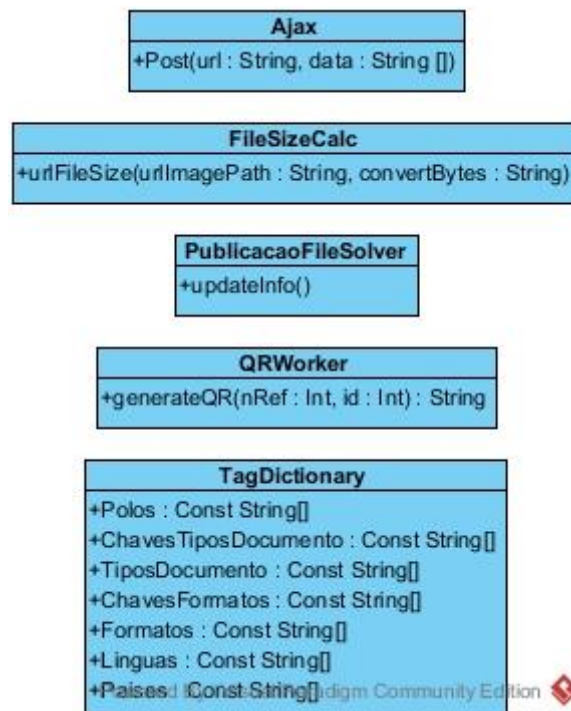 Ajax
+Post(url : String, data : String [])
FileSizeCalc
+urlFileSize(urlImagePath : String, convertBytes : String)
PublicacaoFileSolver
+updateInfo()
QRWorker
+generateQR(nRef : Int, id : Int) : String
TagDictionary
+Polos : Const String[]
+ChavesTiposDocumento : Const String[]
+TiposDocumento : Const String[]
+ChavesFormatos : Const String[]
+Formatos : Const String[]
+Linguas : Const String[]
+Paises : Const String[]
Paradigm Community Edition